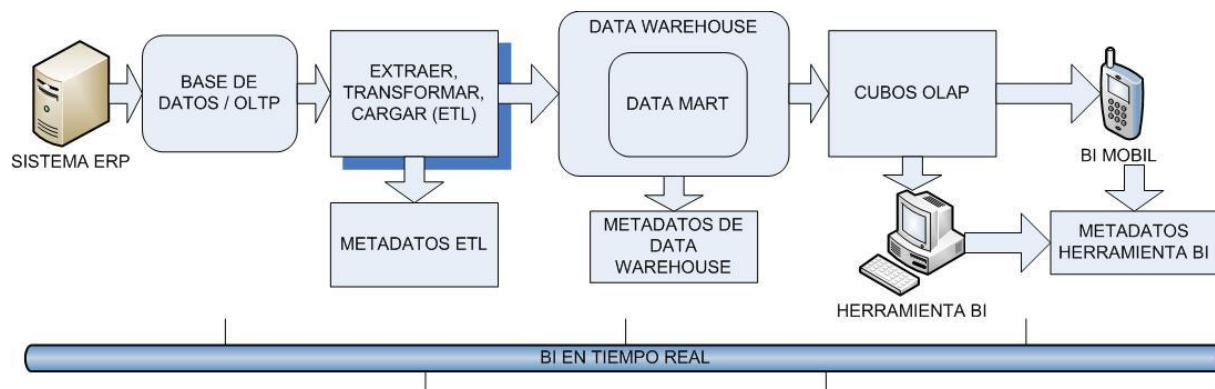 SISTEMA ERP
BASE DE
DATOS / OLTP
EXTRAER,
TRANSFORMAR,
CARGAR (ETL)
METADATOS ETL
DATA WAREHOUSE
DATA MART
METADATOS DE
DATA
WAREHOUSE
CUBOS OLAP
HERRAMIENTA BI
BI MOBIL
METADATOS
HERRAMIENTA BI
BI EN TIEMPO REAL